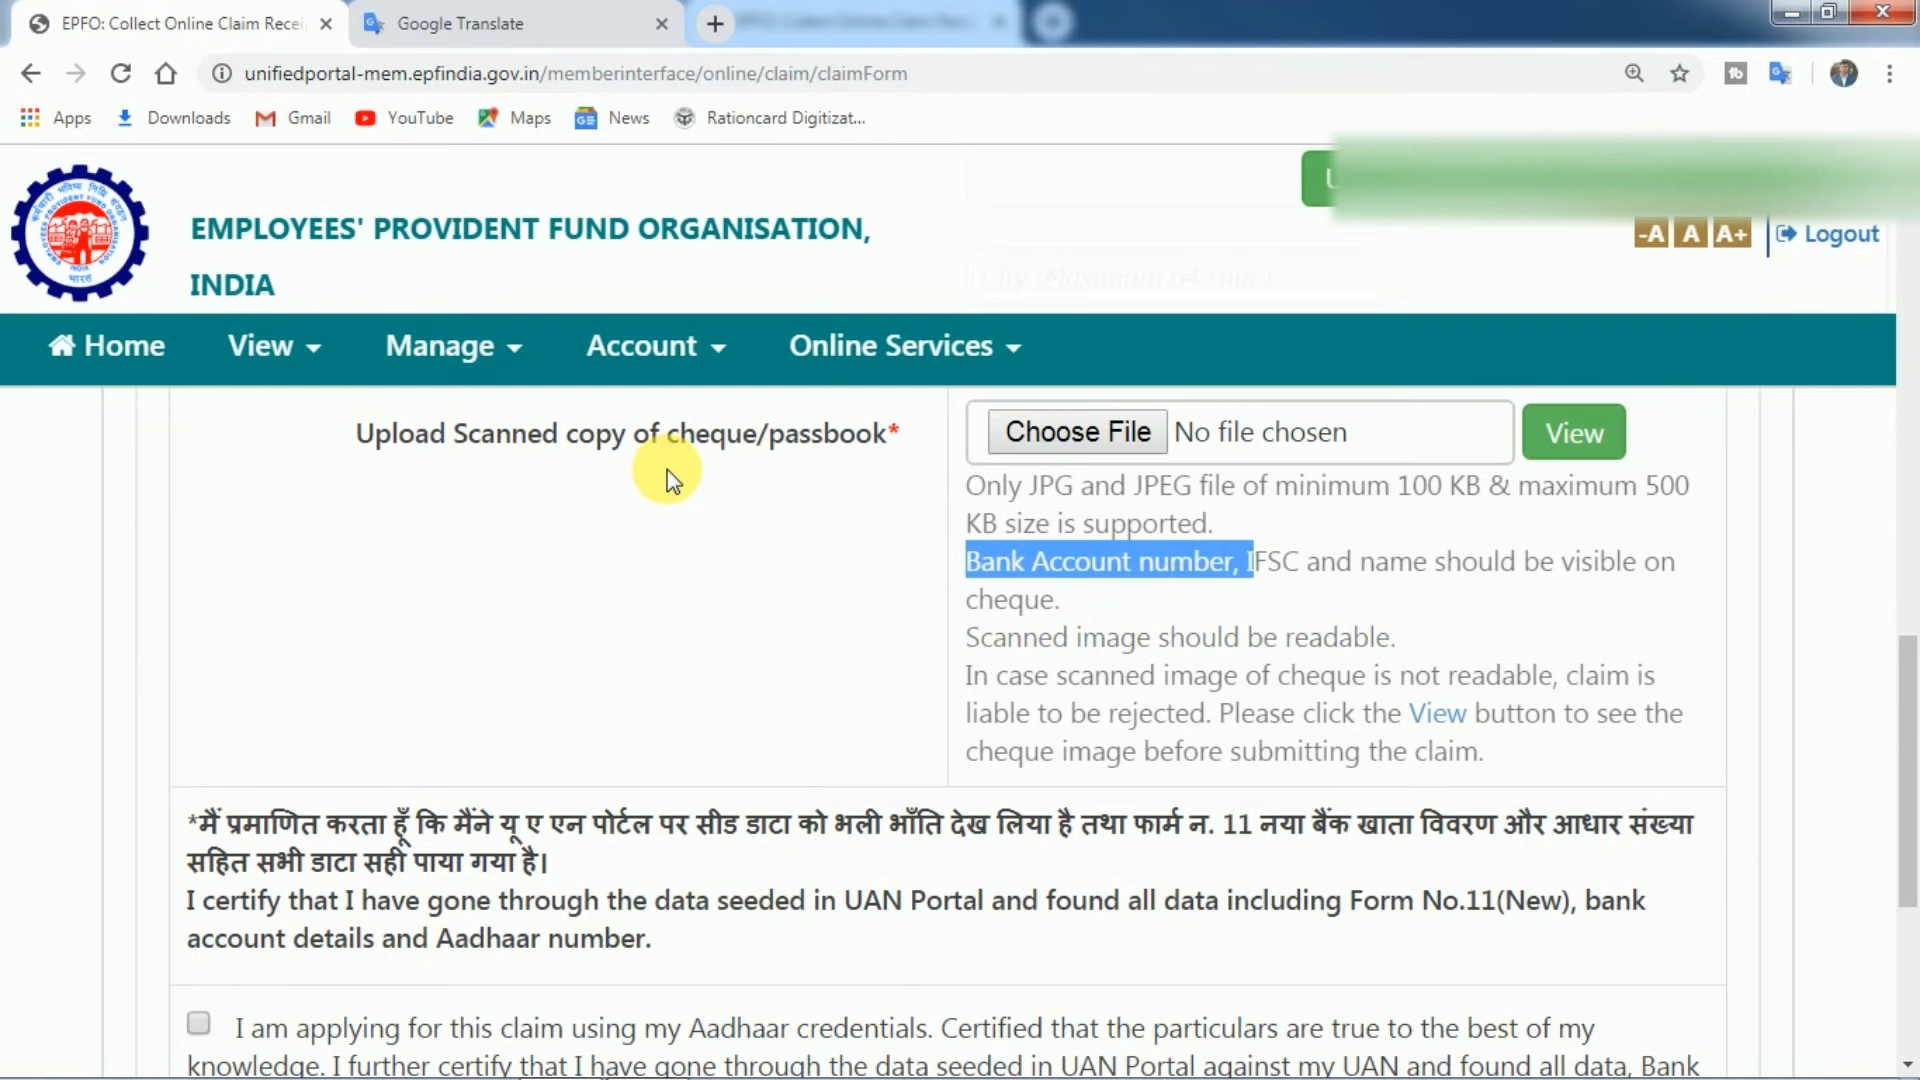 EPFO: Collect Online Claim Recei
Google Translate
unifiedportal-mem.epfindia.gov.in/memberinterface/online/claim/claimForm
Apps Downloads Gmail YouTube Maps News Rationcard Digitizat...
EMPLOYEES' PROVIDENT FUND ORGANISATION,
INDIA
City (Maximum 64 char.)
-A A A+ Logout
Home View Manage Account Online Services
Upload Scanned copy of cheque/passbook* Choose File No file chosen View
Only JPG and JPEG file of minimum 100 KB & maximum 500
KB size is supported.
Bank Account number, IFSC and name should be visible on
cheque.
Scanned image should be readable.
In case scanned image of cheque is not readable, claim is
liable to be rejected. Please click the View button to see the
cheque image before submitting the claim.
*मैं प्रमाणित करता हूँ कि मैंने यू ए एन पोर्टल पर सीड डाटा को भली भाँति देख लिया है तथा फार्म न. 11 नया बैंक खाता विवरण और आधार संख्या
सहित सभी डाटा सही पाया गया है।
I certify that I have gone through the data seeded in UAN Portal and found all data including Form No.11(New), bank
account details and Aadhaar number.
I am applying for this claim using my Aadhaar credentials. Certified that the particulars are true to the best of my
knowledge. I further certify that I have gone through the data seeded in UAN Portal against my UAN and found all data, Bank